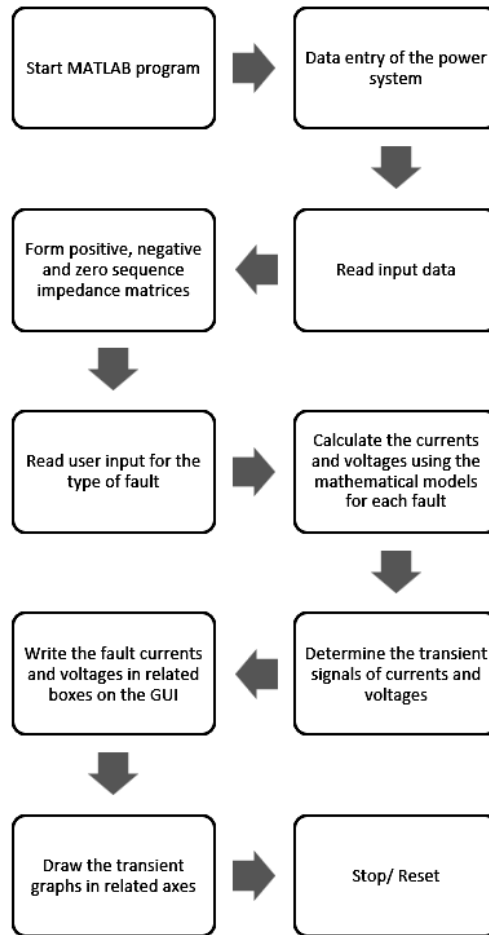 Start MATLAB program
Data entry of the power
system
Read input data
Form positive, negative
and zero sequence
impedance matrices
Read user input for the
type of fault
Calculate the currents
and voltages using the
mathematical models
for each fault
Determine the transient
signals of currents and
voltages
Write the fault currents
and voltages in related
boxes on the GUI
Draw the transient
graphs in related axes
Stop/ Reset